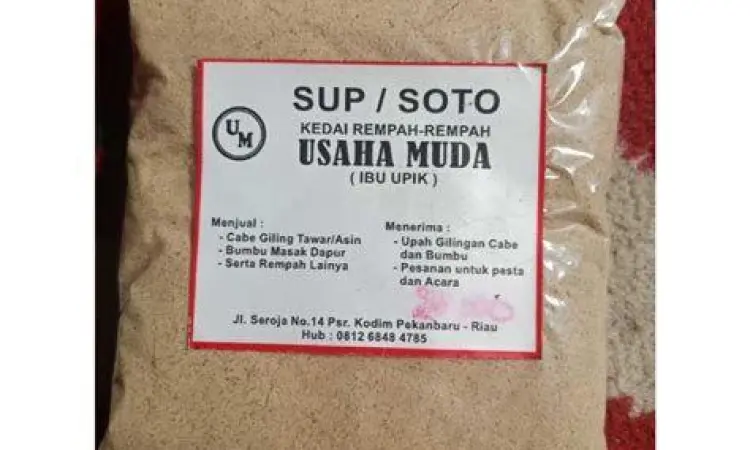 SUP / SOTO
UM
KEDAI REMPAH-REMPAH
USAHA MUDA
( IBU UPIK )
Menjual :
- Cabe Giling Tawar/Asin
- Bumbu Masak Dapur
- Serta Rempah Lainya
Menerima :
- Upah Gilingan Cabe
dan Bumbu
- Pesanan untuk pesta
dan Acara
Jl. Seroja No.14 Psr. Kodim Pekanbaru - Riau
Hub : 0812 6848 4785